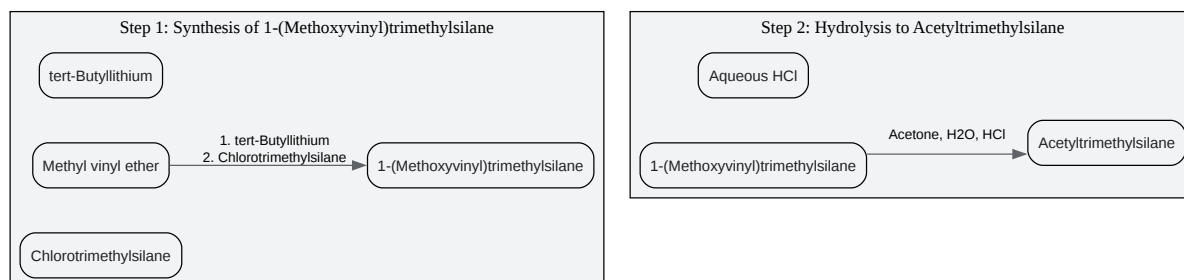 Step 1: Synthesis of 1-(Methoxyvinyl)trimethylsilane
tert-Butyllithium
Methyl vinyl ether
1. tert-Butyllithium
2. Chlorotrimethylsilane
1-(Methoxyvinyl)trimethylsilane
Chlorotrimethylsilane
Step 2: Hydrolysis to Acetyltrimethylsilane
Aqueous HCl
1-(Methoxyvinyl)trimethylsilane
Acetone, H2O, HCl
Acetyltrimethylsilane